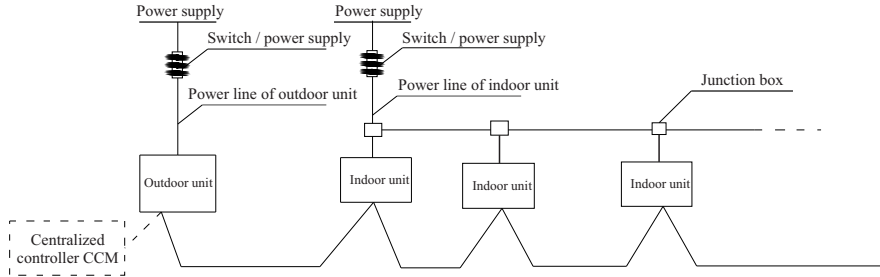 Power supply
Power supply
Switch / power supply
Switch / power supply
Junction box
Power line of outdoor unit
Power line of indoor unit
Outdoor unit
Indoor unit
Indoor unit
Indoor unit
Centralized
controller CCM